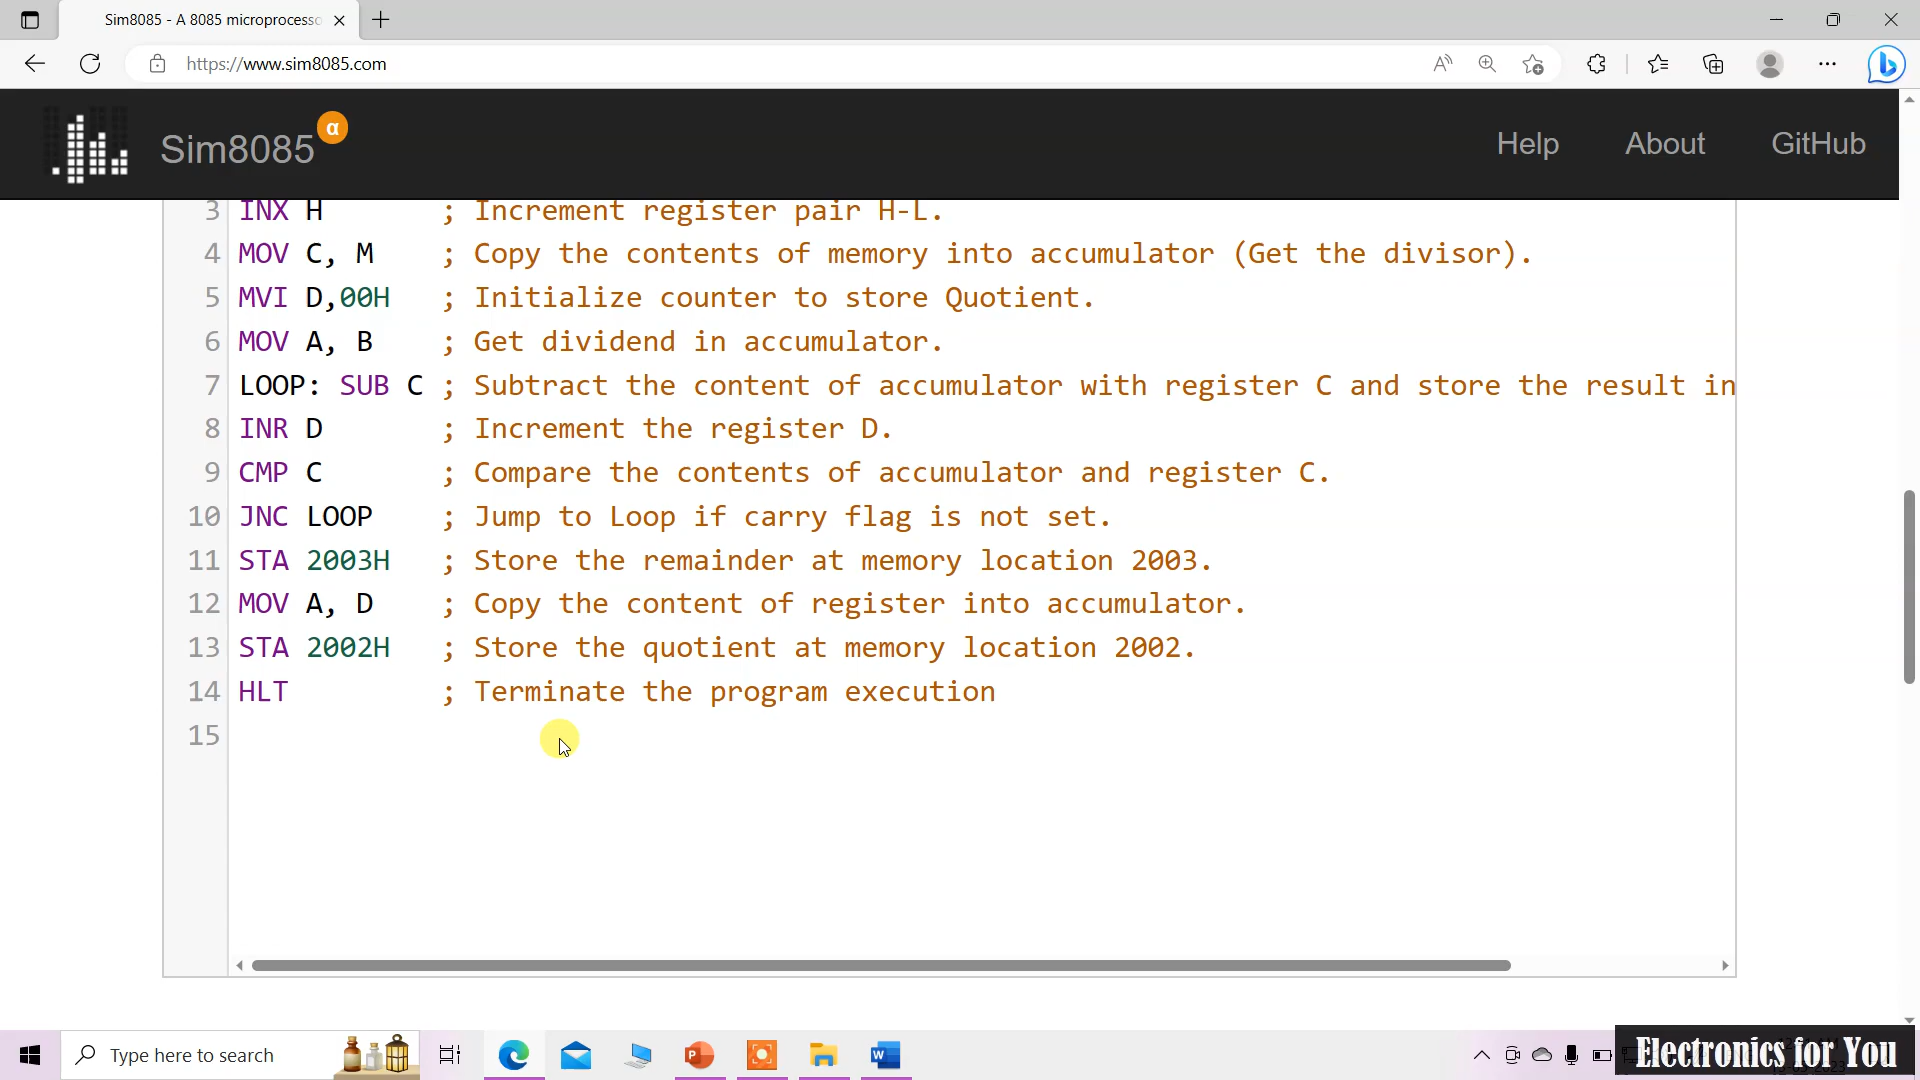 Sim8085 - A 8085 microprocesso
https://www.sim8085.com
Sim8085 α
Help About GitHub
3 INX H ; Increment register pair H-L.
4 MOV C, M ; Copy the contents of memory into accumulator (Get the divisor).
5 MVI D,00H ; Initialize counter to store Quotient.
6 MOV A, B ; Get dividend in accumulator.
7 LOOP: SUB C ; Subtract the content of accumulator with register C and store the result in
8 INR D ; Increment the register D.
9 CMP C ; Compare the contents of accumulator and register C.
10 JNC LOOP ; Jump to Loop if carry flag is not set.
11 STA 2003H ; Store the remainder at memory location 2003.
12 MOV A, D ; Copy the content of register into accumulator.
13 STA 2002H ; Store the quotient at memory location 2002.
14 HLT ; Terminate the program execution
15
Type here to search
Electronics for You